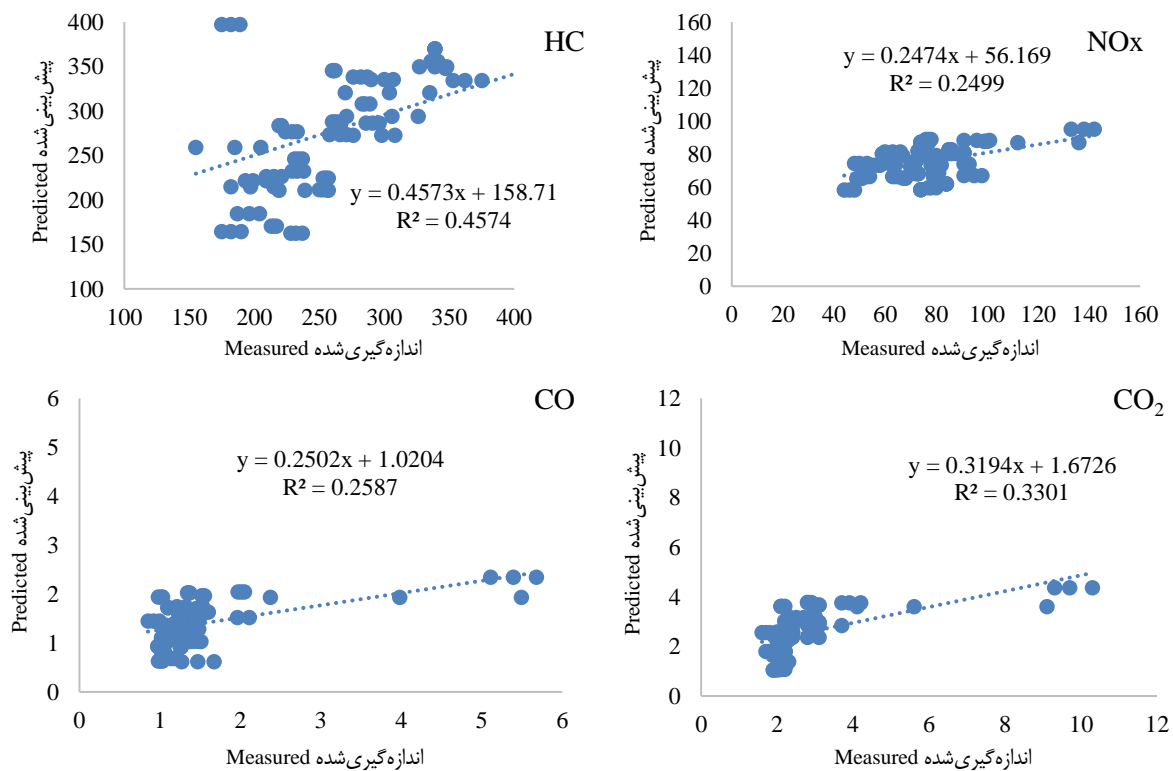 HC
400
350
300
250
200
150
100
Predicted پیش‌بینی‌شده
y = 0.4573x + 158.71
R² = 0.4574
100 150 200 250 300 350 400
Measured اندازه‌گیری‌شده
NOx
160
140
120
100
80
60
40
20
0
Predicted پیش‌بینی‌شده
y = 0.2474x + 56.169
R² = 0.2499
0 20 40 60 80 100 120 140 160
Measured اندازه‌گیری‌شده
CO
6
5
4
3
2
1
0
Predicted پیش‌بینی‌شده
y = 0.2502x + 1.0204
R² = 0.2587
0 1 2 3 4 5 6
Measured اندازه‌گیری‌شده
CO₂
12
10
8
6
4
2
0
Predicted پیش‌بینی‌شده
y = 0.3194x + 1.6726
R² = 0.3301
0 2 4 6 8 10 12
Measured اندازه‌گیری‌شده